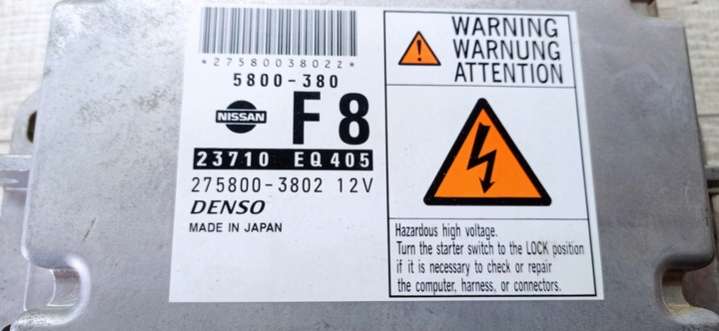 *27580038022*
5800-380
NISSAN
F8
23710 EQ405
275800-3802 12V
DENSO
MADE IN JAPAN
WARNING
WARNUNG
ATTENTION
Hazardous high voltage.
Turn the starter switch to the LOCK position
if it is necessary to check or repair
the computer, harness, or connectors.